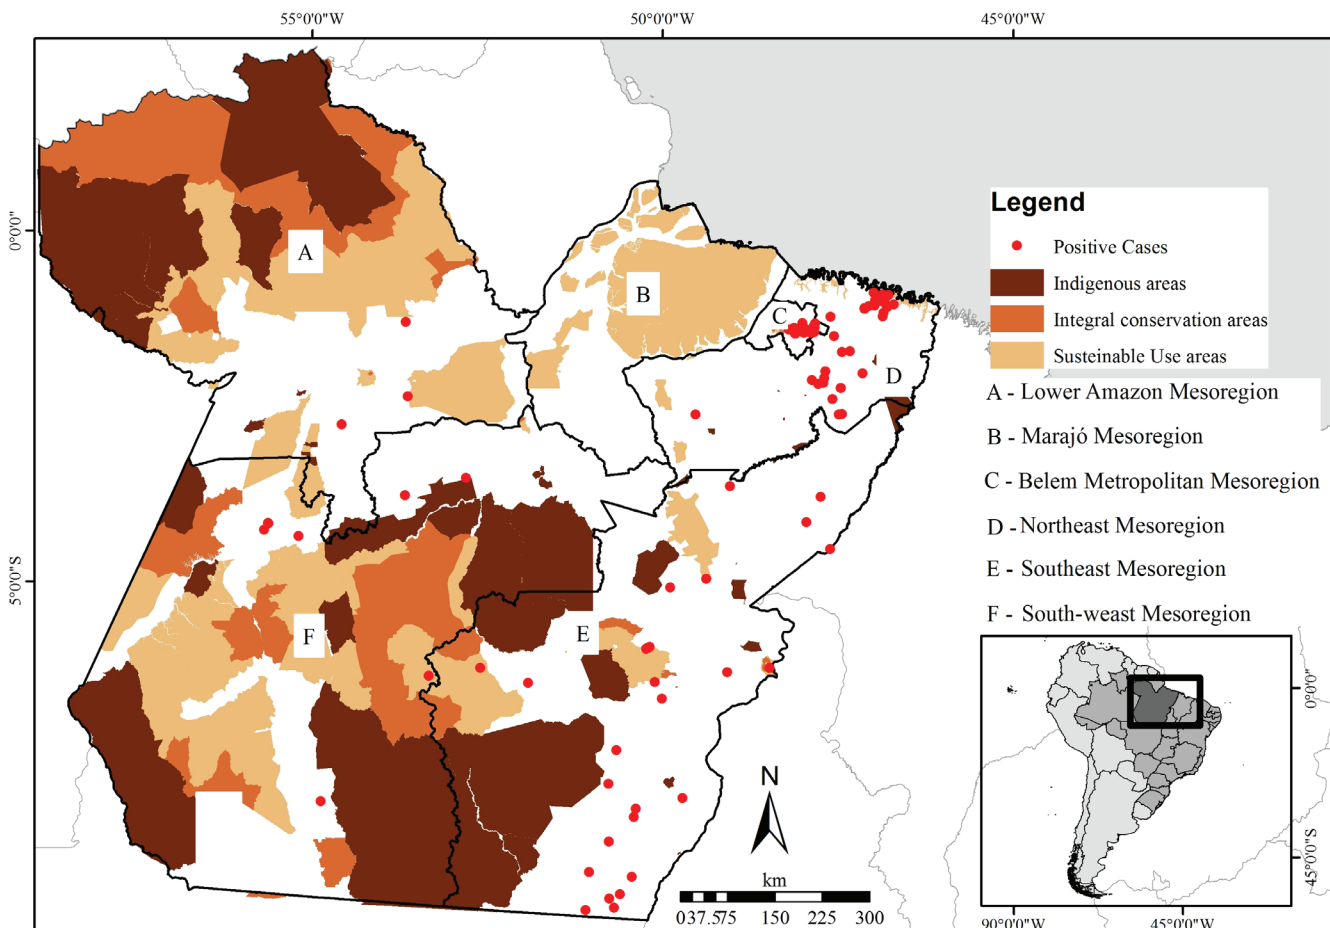 55°0'0"W
50°0'0"W
45°0'0"W
0°0'0"
5°0'0"S
A
B
C
D
E
F
Legend
Positive Cases
Indigenous areas
Integral conservation areas
Susteinable Use areas
A - Lower Amazon Mesoregion
B - Marajó Mesoregion
C - Belem Metropolitan Mesoregion
D - Northeast Mesoregion
E - Southeast Mesoregion
F - South-weast Mesoregion
N
km
037.575 150 225 300
0°0'0"
45°0'0"S
90°0'0"W
45°0'0"W